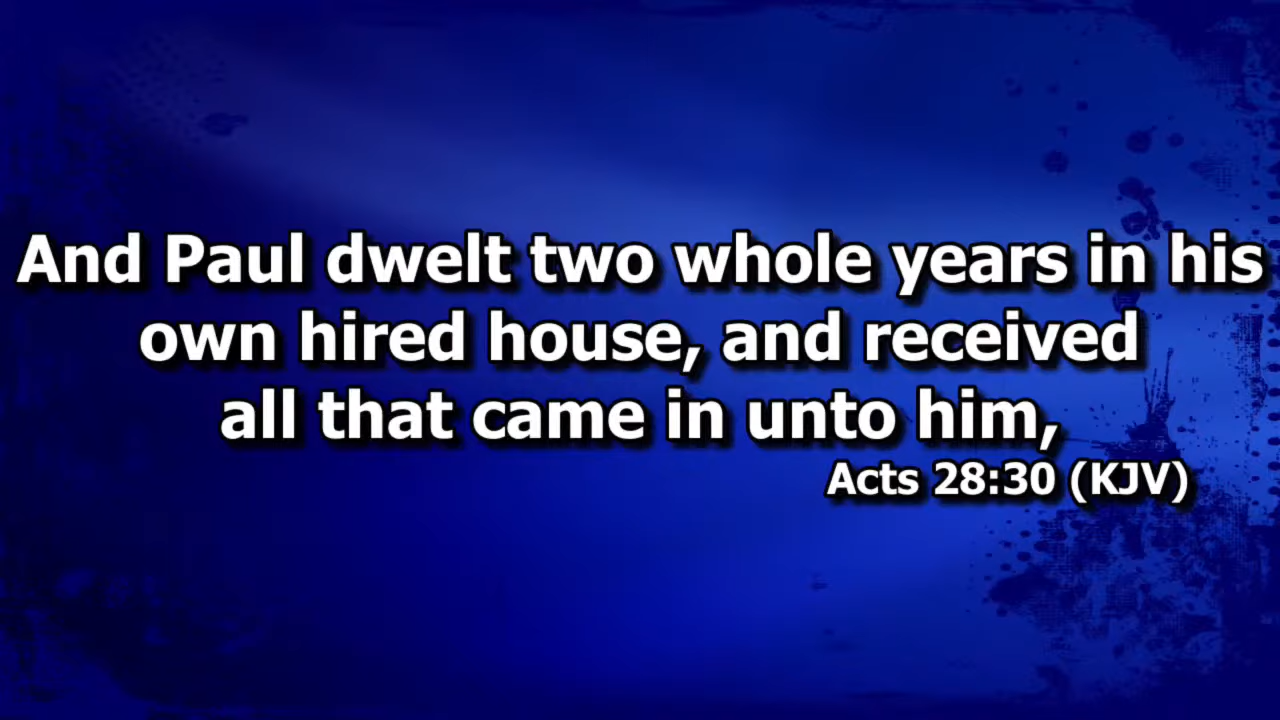 And Paul dwelt two whole years in his
own hired house, and received
all that came in unto him,
Acts 28:30 (KJV)